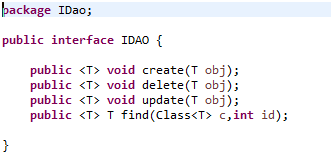 package IDao;
public interface IDAO {
public <T> void create(T obj);
public <T> void delete(T obj);
public <T> void update(T obj);
public <T> T find(Class<T> c,int id);
}